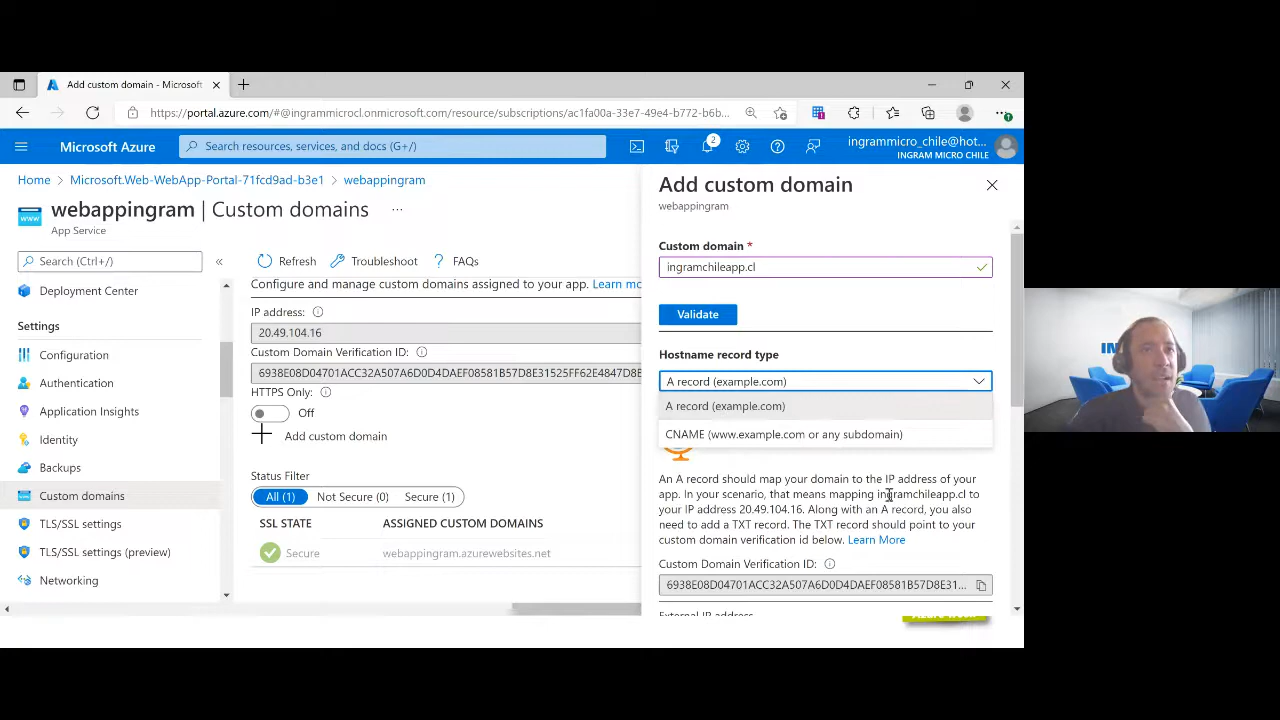 Add custom domain - Microsoft
https://portal.azure.com/#@ingrammicrocl.onmicrosoft.com/resource/subscriptions/ac1fa00a-33e7-49e4-b772-b6b...
Microsoft Azure
Search resources, services, and docs (G+/)
2
ingrammicro_chile@hot...
INGRAM MICRO CHILE
Home > Microsoft.Web-WebApp-Portal-71fcd9ad-b3e1 > webappingram
webappingram | Custom domains ...
App Service
Search (Ctrl+/)
«
Deployment Center
Settings
Configuration
Authentication
Application Insights
Identity
Backups
Custom domains
TLS/SSL settings
TLS/SSL settings (preview)
Networking
Refresh
Troubleshoot
? FAQs
Configure and manage custom domains assigned to your app. Learn mo
IP address:
20.49.104.16
Custom Domain Verification ID:
6938E08D04701ACC32A507A6D0D4DAEF08581B57D8E31525FF62E4847D8E
HTTPS Only:
Off
Add custom domain
Status Filter
All (1)
Not Secure (0)
Secure (1)
SSL STATE
ASSIGNED CUSTOM DOMAINS
Secure
webappingram.azurewebsites.net
Add custom domain
webappingram
Custom domain *
ingramchileapp.cl
Validate
Hostname record type
A record (example.com)
A record (example.com)
CNAME (www.example.com or any subdomain)
An A record should map your domain to the IP address of your
app. In your scenario, that means mapping ingramchileapp.cl to
your IP address 20.49.104.16. Along with an A record, you also
need to add a TXT record. The TXT record should point to your
custom domain verification id below. Learn More
Custom Domain Verification ID:
6938E08D04701ACC32A507A6D0D4DAEF08581B57D8E31...
External IP address